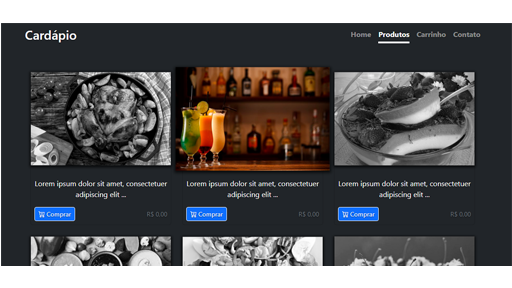 Cardápio
Home Produtos Carrinho Contato
Lorem ipsum dolor sit amet, consectetuer
adipiscing elit ...
Comprar R$ 0.00
Lorem ipsum dolor sit amet, consectetuer
adipiscing elit ...
Comprar R$ 0.00
Lorem ipsum dolor sit amet, consectetuer
adipiscing elit ...
Comprar R$ 0.00